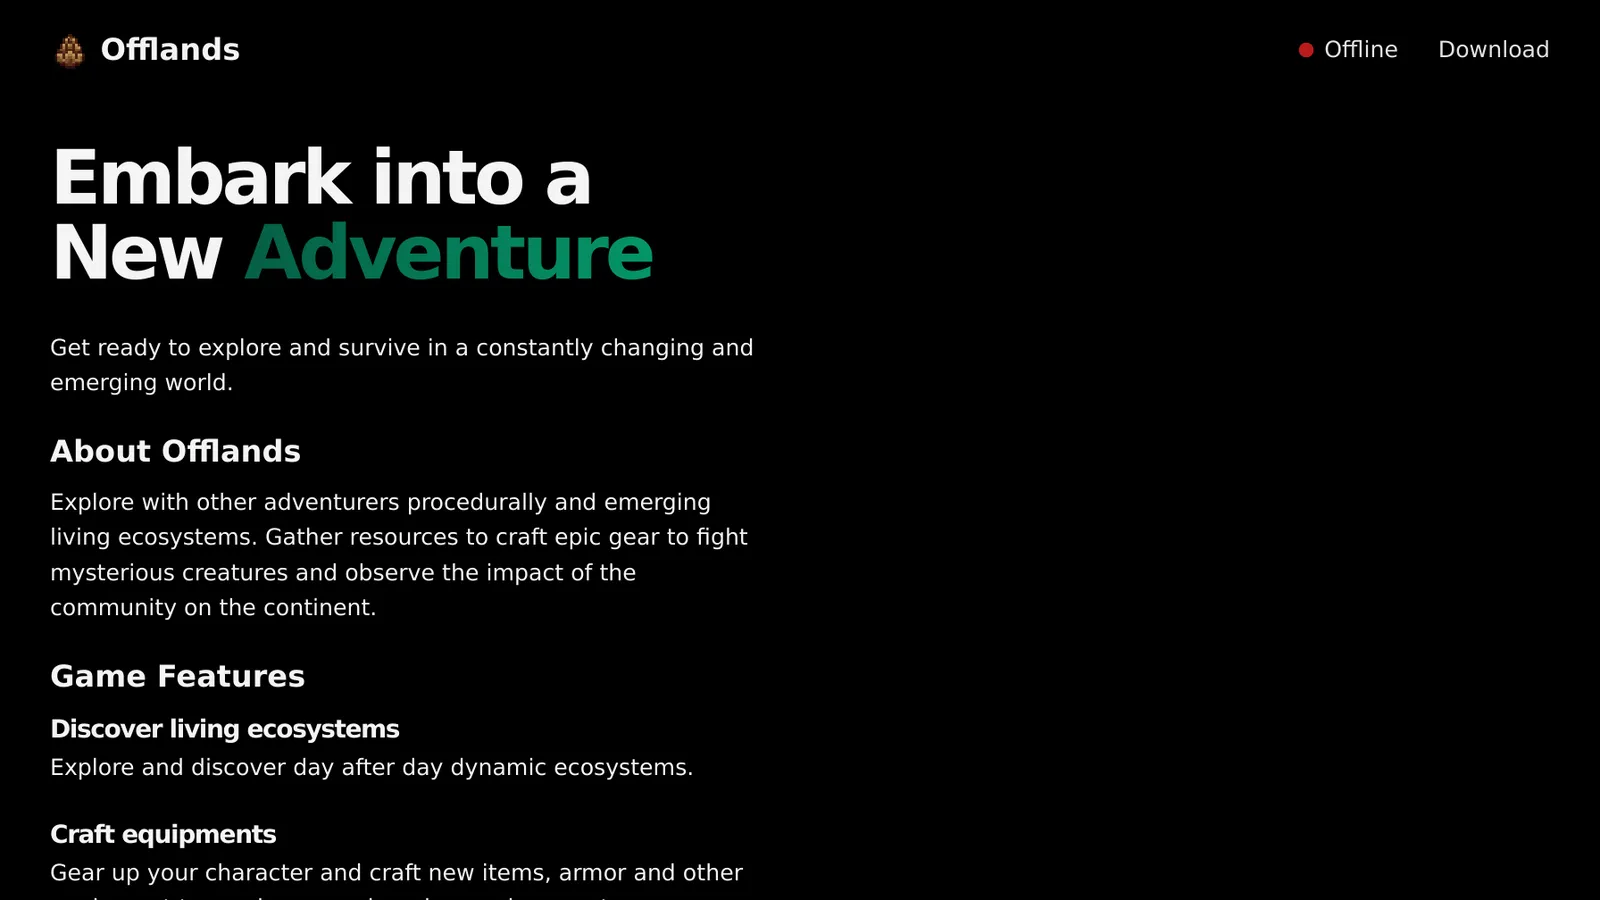 Offlands
Offline
Download
Embark into a
New Adventure
Get ready to explore and survive in a constantly changing and
emerging world.
About Offlands
Explore with other adventurers procedurally and emerging
living ecosystems. Gather resources to craft epic gear to fight
mysterious creatures and observe the impact of the
community on the continent.
Game Features
Discover living ecosystems
Explore and discover day after day dynamic ecosystems.
Craft equipments
Gear up your character and craft new items, armor and other